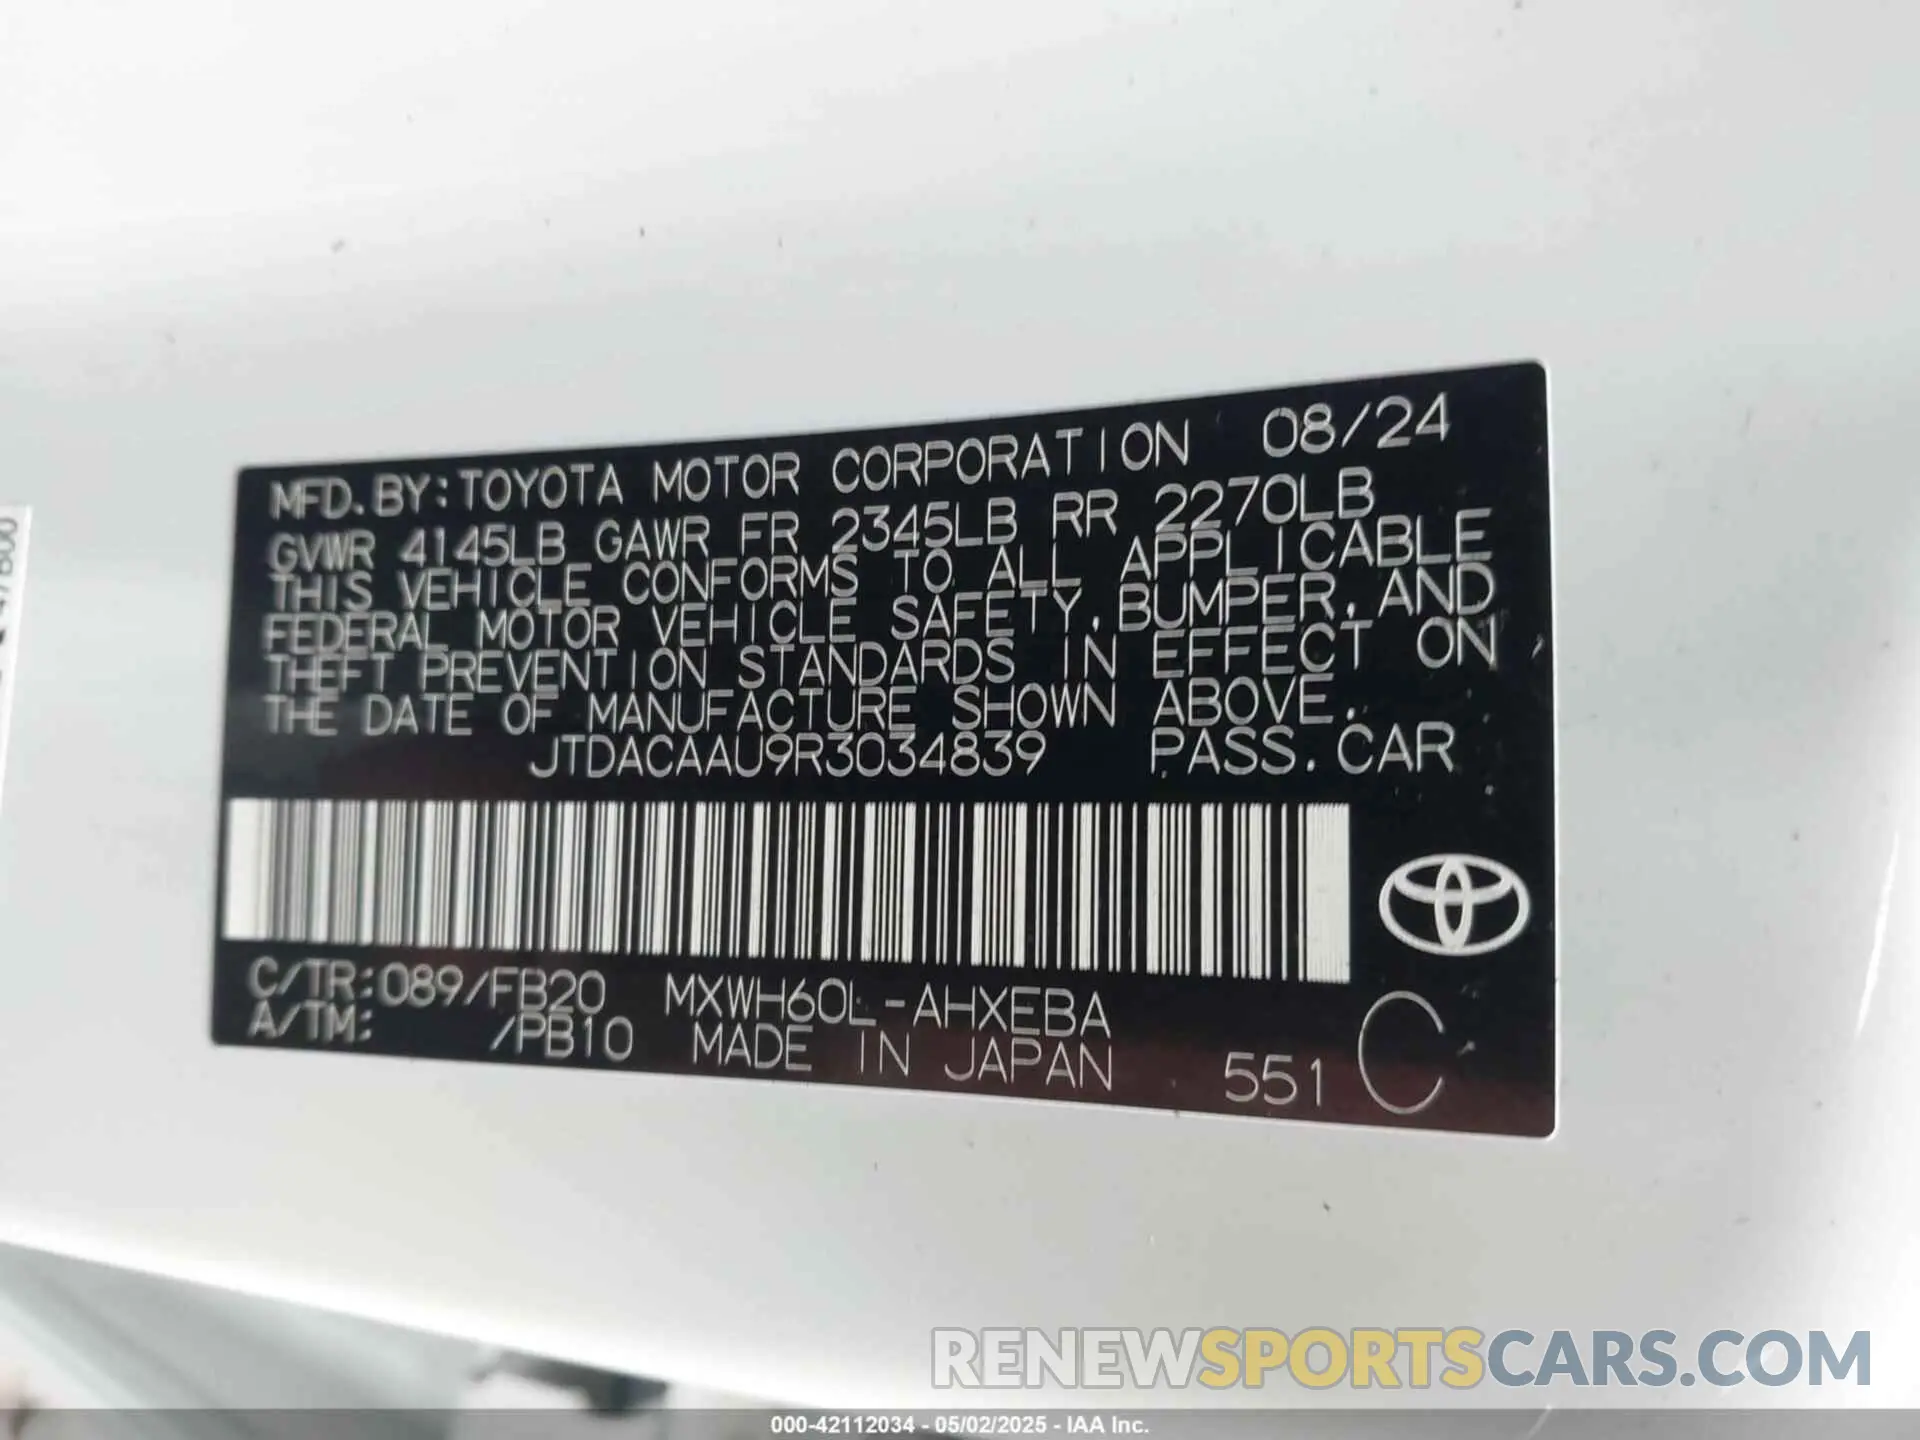 MFD.BY:TOYOTA MOTOR CORPORATION 08/24
GVWR 4145LB GAWR FR 2345LB RR 2270LB
THIS VEHICLE CONFORMS TO ALL APPLICABLE
FEDERAL MOTOR VEHICLE SAFETY,BUMPER,AND
THEFT PREVENTION STANDARDS IN EFFECT ON
THE DATE OF MANUFACTURE SHOWN ABOVE.
JTDACAAU9R3034839 PASS.CAR
C/TR:089/FB20 MXWH60L-AHXEBA
A/TM: /PB10 MADE IN JAPAN 551 C
RENEWSPORTSCARS.COM
000-42112034 - 05/02/2025 - IAA Inc.